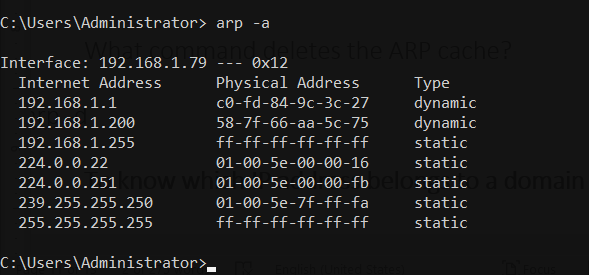 C:\Users\Administrator> arp -a
What command deletes the ARP cache?
Interface: 192.168.1.79 --- 0x12
Internet Address Physical Address Type
192.168.1.1 c0-fd-84-9c-3c-27 dynamic
192.168.1.200 58-7f-66-aa-5c-75 dynamic
192.168.1.255 ff-ff-ff-ff-ff-ff static
224.0.0.22 01-00-5e-00-00-16 static
224.0.0.251 01-00-5e-00-00-fb static
know which belongs to a domain
239.255.255.250 01-00-5e-7f-ff-fa static
255.255.255.255 ff-ff-ff-ff-ff-ff static
C:\Users\Administrator>